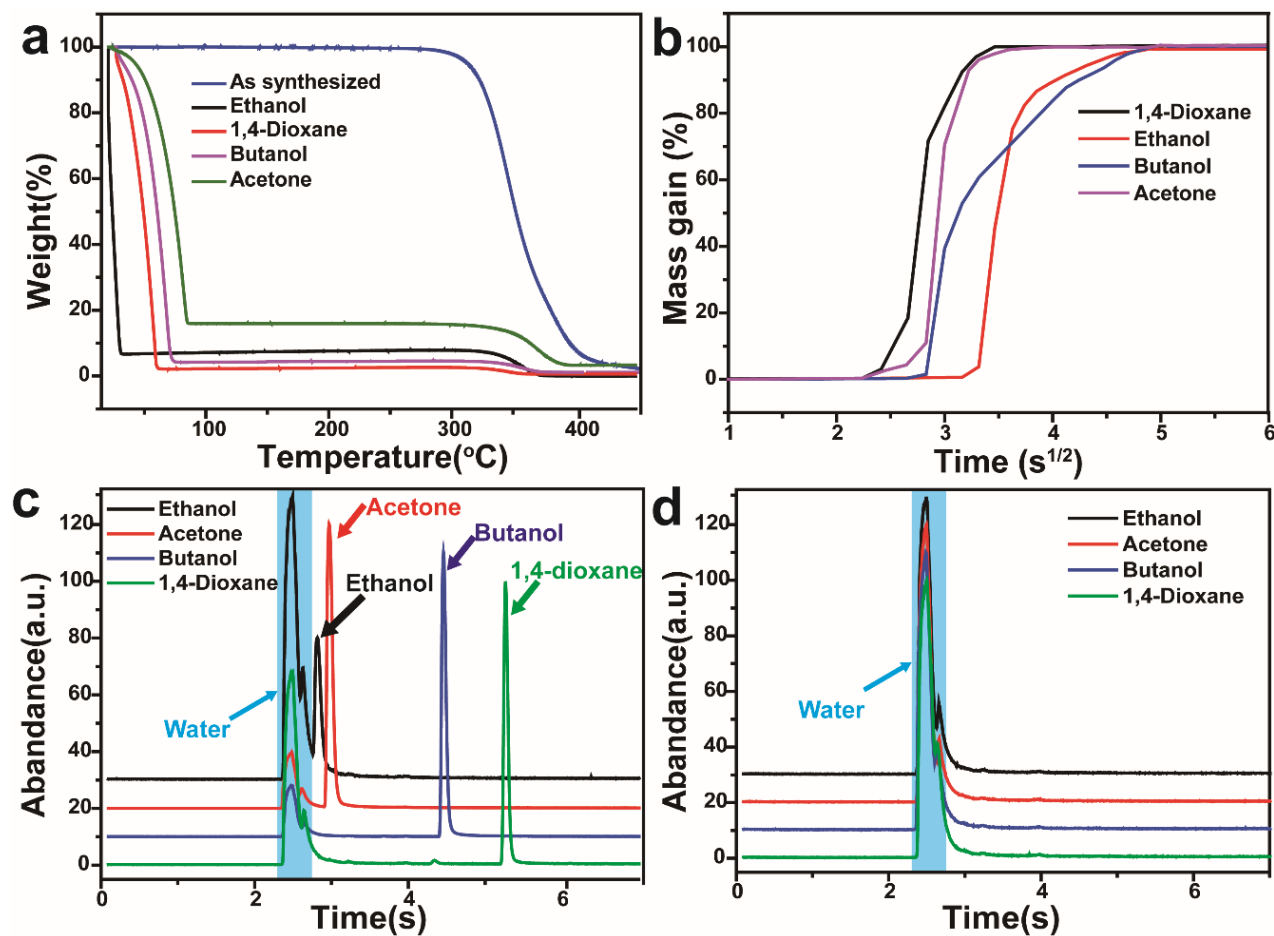 a
100
80
60
40
20
0
As synthesized
Ethanol
1,4-Dioxane
Butanol
Acetone
Weight(%)
100 200 300 400
Temperature(°C)
b
100
80
60
40
20
0
1,4-Dioxane
Ethanol
Butanol
Acetone
Mass gain (%)
1 2 3 4 5 6
Time (s1/2)
c
120
100
80
60
40
20
0
Ethanol
Acetone
Butanol
1,4-Dioxane
Acetone
Butanol
Ethanol
1,4-dioxane
Water
Abandance(a.u.)
0 2 4 6
Time(s)
d
120
100
80
60
40
20
0
Ethanol
Acetone
Butanol
1,4-Dioxane
Water
Abandance(a.u.)
0 2 4 6
Time(s)